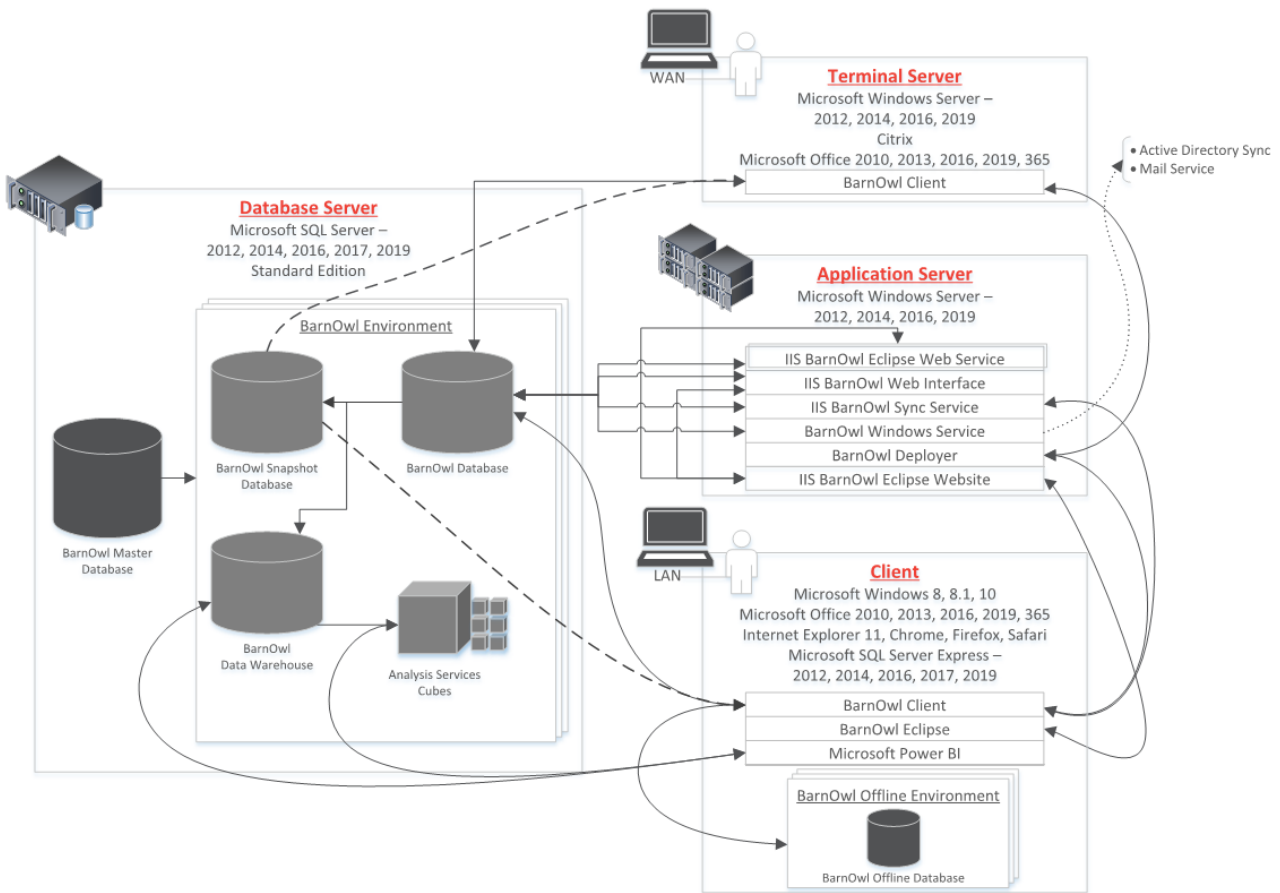 WAN
Terminal Server
Microsoft Windows Server –
2012, 2014, 2016, 2019
Citrix
Microsoft Office 2010, 2013, 2016, 2019, 365
BarnOwl Client
• Active Directory Sync
• Mail Service
Database Server
Microsoft SQL Server –
2012, 2014, 2016, 2017, 2019
Standard Edition
BarnOwl Environment
BarnOwl Snapshot
Database
BarnOwl Database
BarnOwl Master
Database
BarnOwl
Data Warehouse
Analysis Services
Cubes
Application Server
Microsoft Windows Server –
2012, 2014, 2016, 2019
IIS BarnOwl Eclipse Web Service
IIS BarnOwl Web Interface
IIS BarnOwl Sync Service
BarnOwl Windows Service
BarnOwl Deployer
IIS BarnOwl Eclipse Website
LAN
Client
Microsoft Windows 8, 8.1, 10
Microsoft Office 2010, 2013, 2016, 2019, 365
Internet Explorer 11, Chrome, Firefox, Safari
Microsoft SQL Server Express –
2012, 2014, 2016, 2017, 2019
BarnOwl Client
BarnOwl Eclipse
Microsoft Power BI
BarnOwl Offline Environment
BarnOwl Offline Database